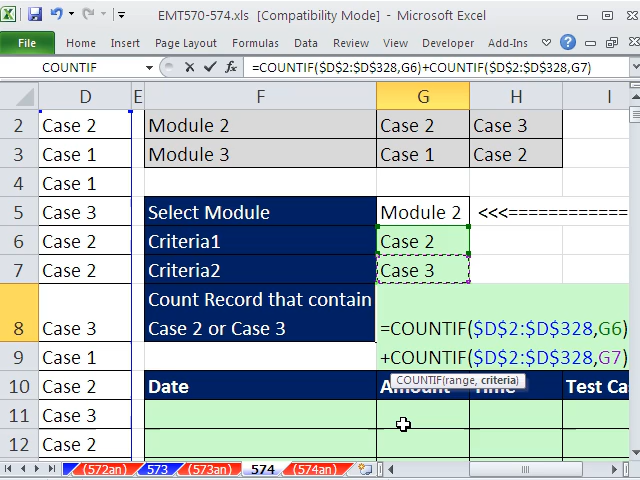 EMT570-574.xls [Compatibility Mode] - Microsoft Excel
File Home Insert Page Layout Formulas Data Review View Developer Add-Ins
COUNTIF fx =COUNTIF($D$2:$D$328,G6)+COUNTIF($D$2:$D$328,G7)
D E F G H I
2 Case 2 Module 2 Case 2 Case 3
3 Case 1 Module 3 Case 1 Case 2
4 Case 1
5 Case 3 Select Module Module 2 <<<============
6 Case 2 Criteria1 Case 2
7 Case 2 Criteria2 Case 3
Count Record that contain
8 Case 3 Case 2 or Case 3 =COUNTIF($D$2:$D$328,G6)
9 Case 1 +COUNTIF($D$2:$D$328,G7)
COUNTIF(range, criteria)
10 Case 2 Date Test Ca
11 Case 3
12 Case 2
(572an) 573 (573an) 574 (574an)